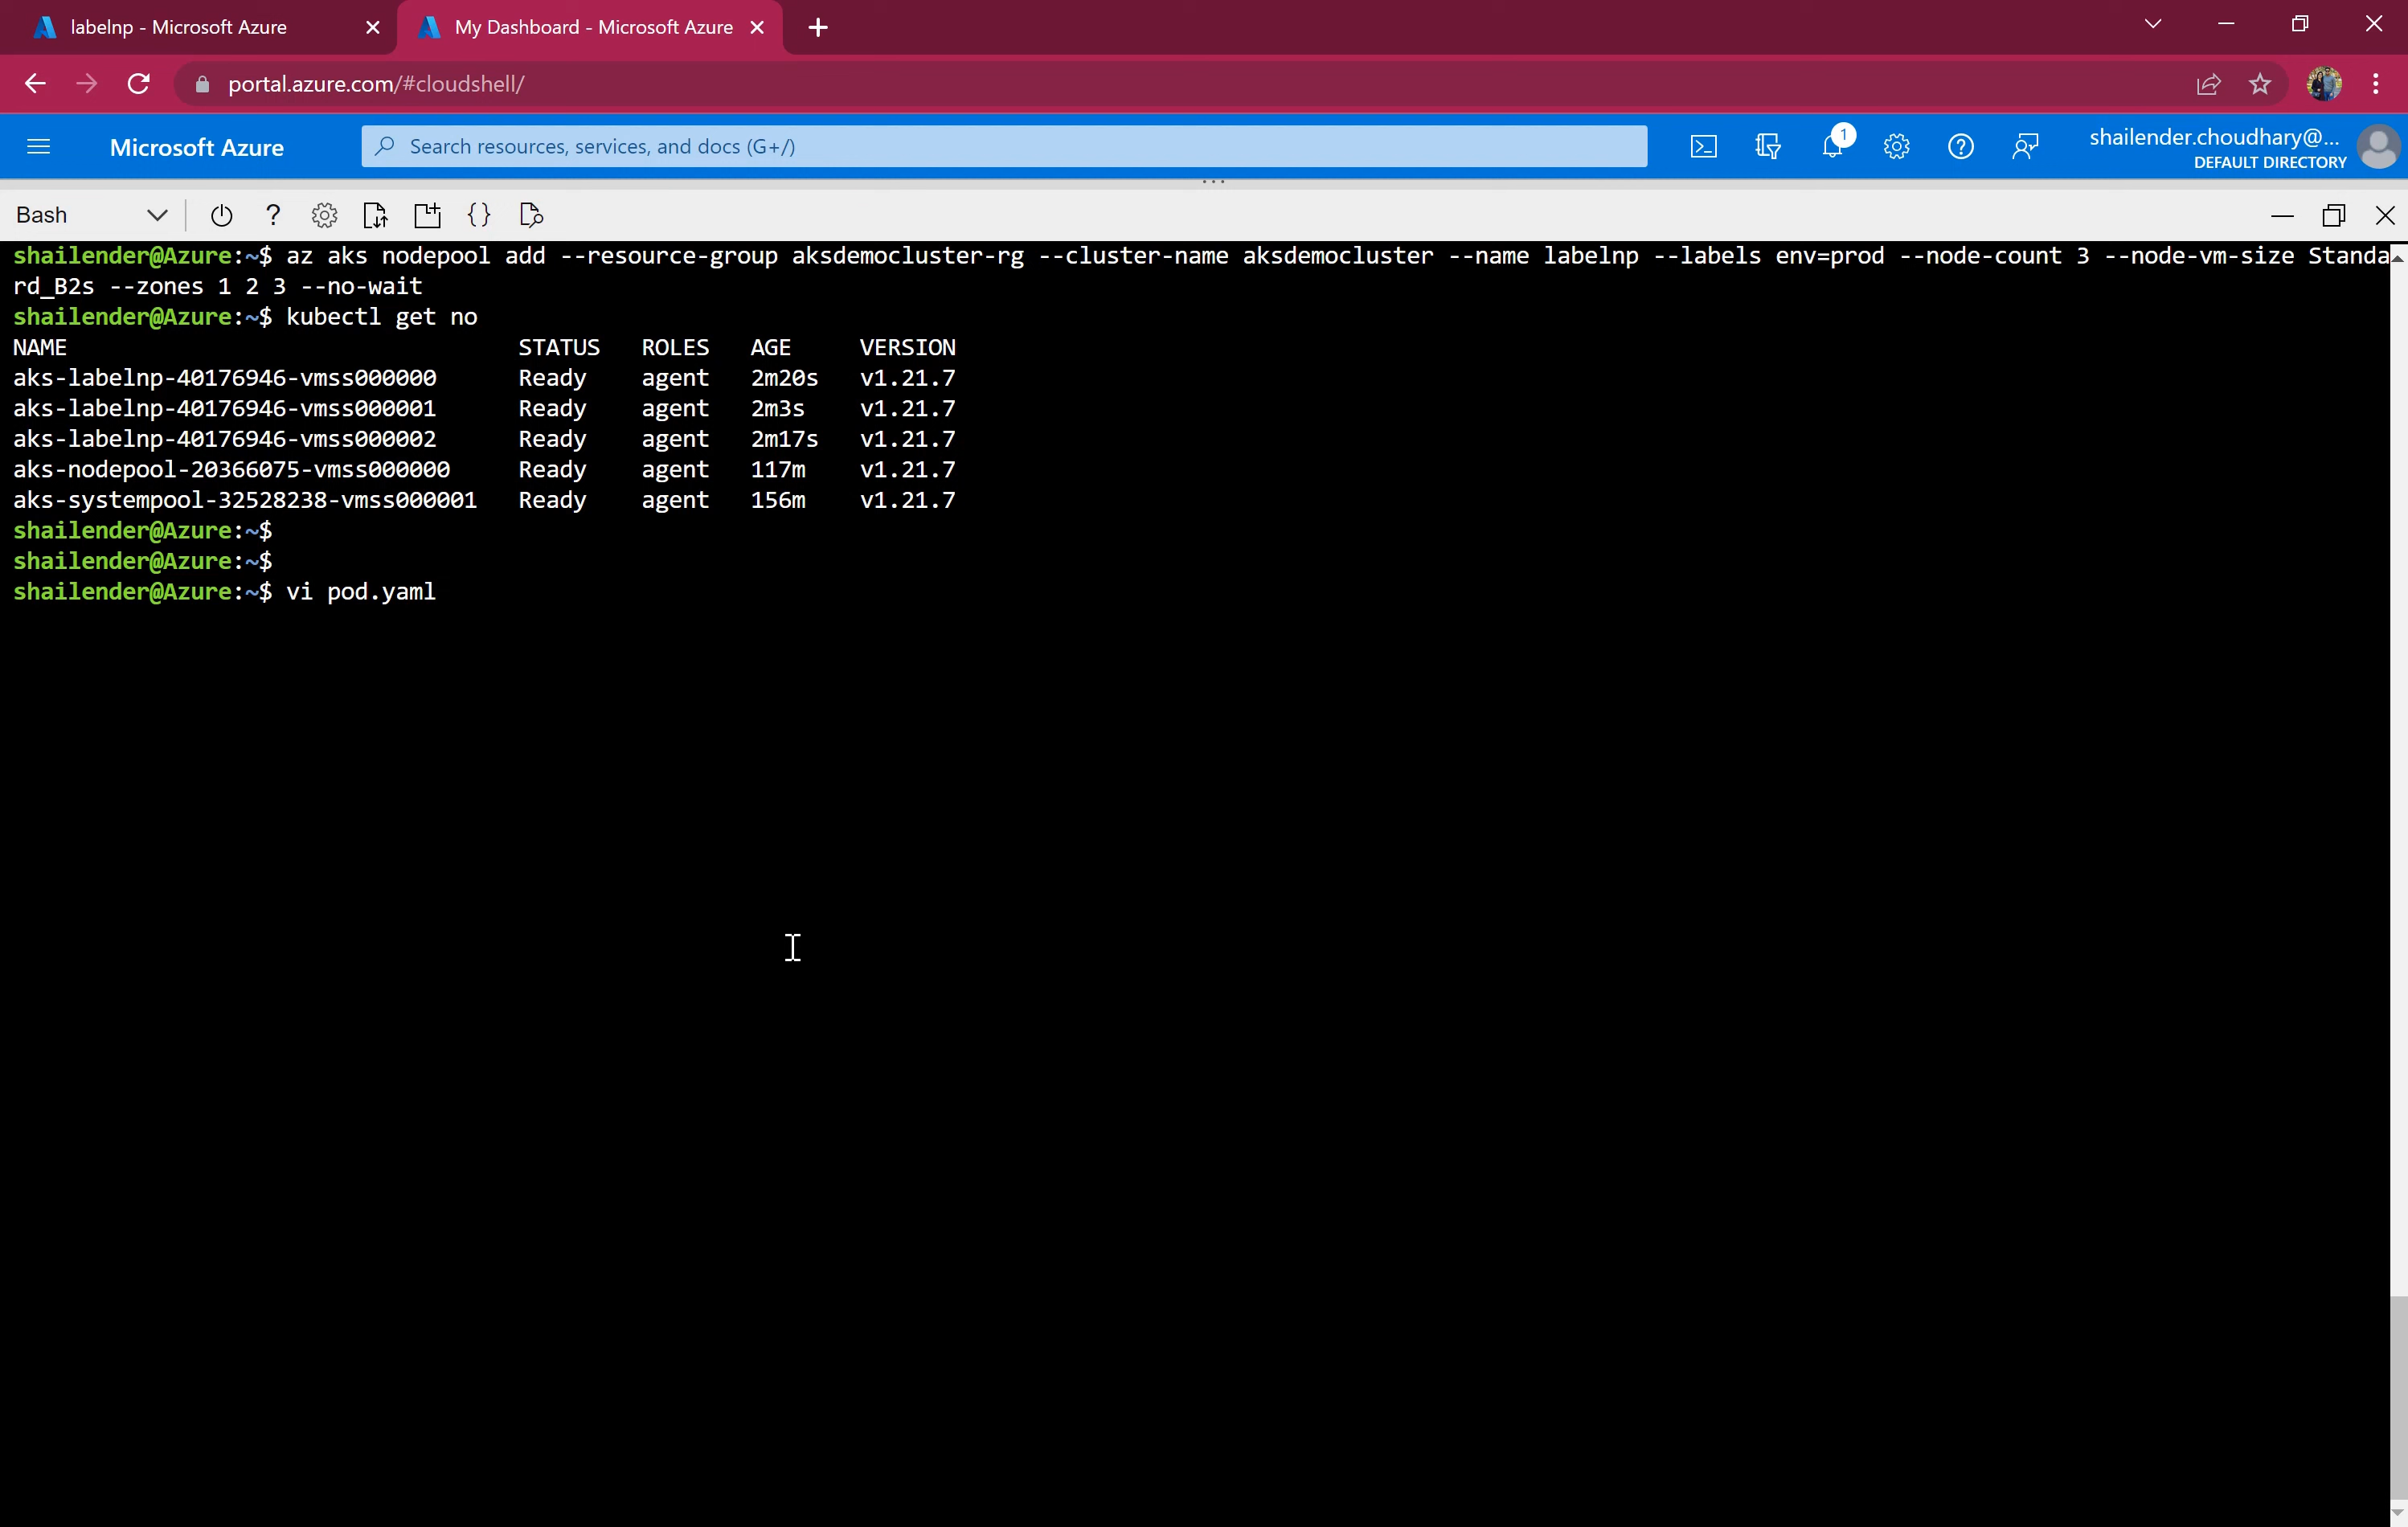 labelnp - Microsoft Azure
My Dashboard - Microsoft Azure
portal.azure.com/#cloudshell/
Microsoft Azure
Search resources, services, and docs (G+/)
1
shailender.choudhary@...
DEFAULT DIRECTORY
Bash
shailender@Azure:~$ az aks nodepool add --resource-group aksdemocluster-rg --cluster-name aksdemocluster --name labelnp --labels env=prod --node-count 3 --node-vm-size Standa
rd_B2s --zones 1 2 3 --no-wait
shailender@Azure:~$ kubectl get no
NAME STATUS ROLES AGE VERSION
aks-labelnp-40176946-vmss000000 Ready agent 2m20s v1.21.7
aks-labelnp-40176946-vmss000001 Ready agent 2m3s v1.21.7
aks-labelnp-40176946-vmss000002 Ready agent 2m17s v1.21.7
aks-nodepool-20366075-vmss000000 Ready agent 117m v1.21.7
aks-systempool-32528238-vmss000001 Ready agent 156m v1.21.7
shailender@Azure:~$
shailender@Azure:~$
shailender@Azure:~$ vi pod.yaml